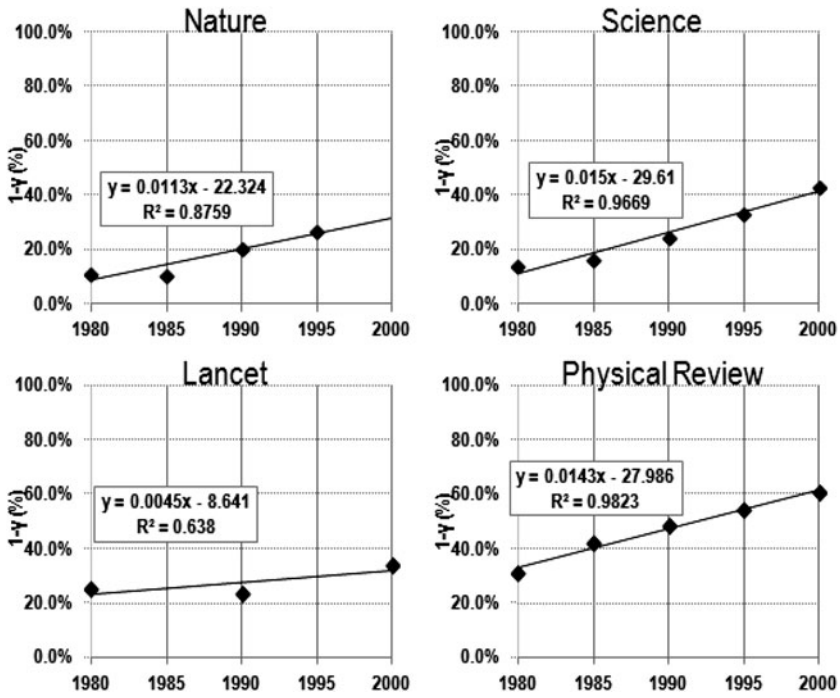 Nature
100.0%
80.0%
60.0%
40.0%
20.0%
0.0%
1-γ (%)
y = 0.0113x - 22.324
R² = 0.8759
1980 1985 1990 1995 2000
Science
100.0%
80.0%
60.0%
40.0%
20.0%
0.0%
1-γ (%)
y = 0.015x - 29.61
R² = 0.9669
1980 1985 1990 1995 2000
Lancet
100.0%
80.0%
60.0%
40.0%
20.0%
0.0%
1-γ (%)
y = 0.0045x - 8.641
R² = 0.638
1980 1985 1990 1995 2000
Physical Review
100.0%
80.0%
60.0%
40.0%
20.0%
0.0%
1-γ (%)
y = 0.0143x - 27.986
R² = 0.9823
1980 1985 1990 1995 2000